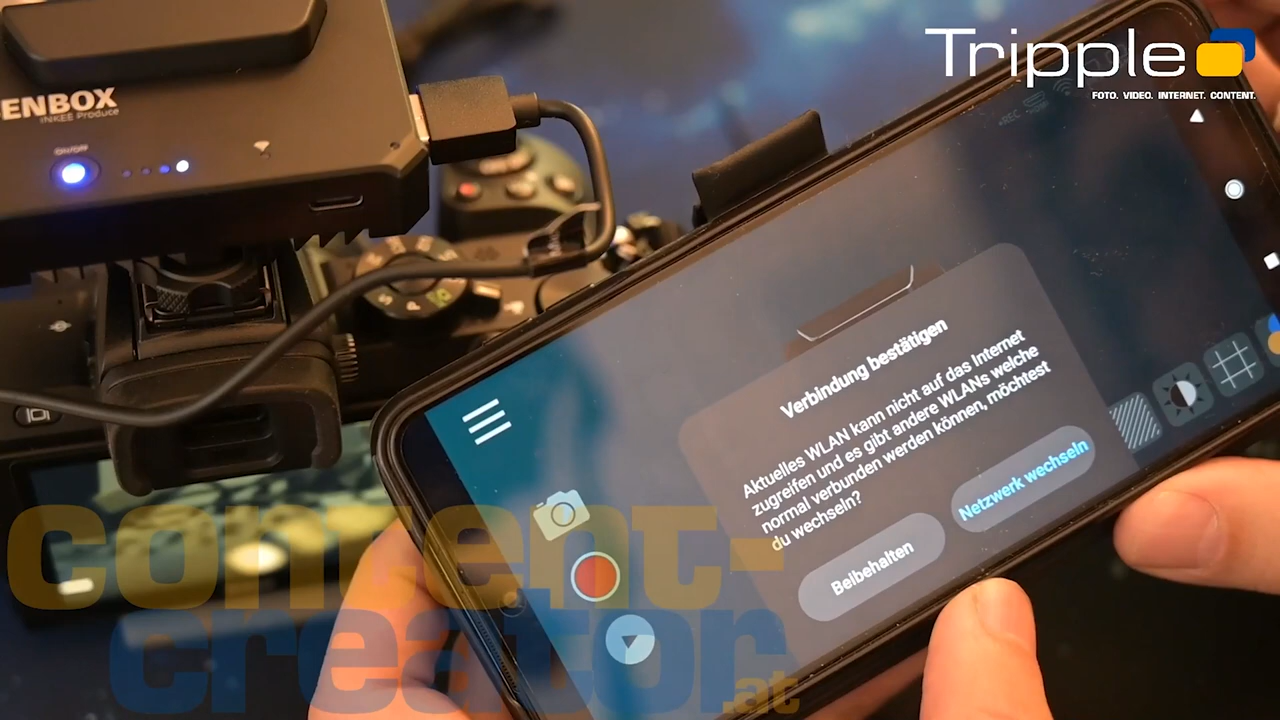 Tripple
FOTO. VIDEO. INTERNET. CONTENT.
ENBOX
INKEE Produce
ON/OFF
REC
Verbindung bestätigen
Aktuelles WLAN kann nicht auf das Internet
zugreifen und es gibt andere WLANs welche
normal verbunden werden können, möchtest
du wechseln?
Beibehalten
Netzwerk wechseln
content-
creator.at